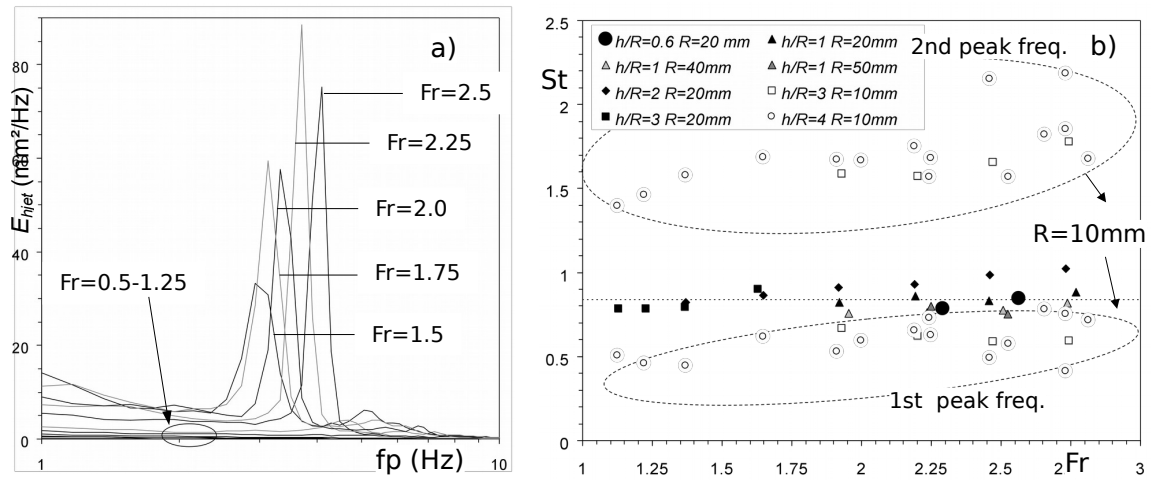 a)
E_hjet (mm²/Hz)
80
60
40
20
0
Fr=2.5
Fr=2.25
Fr=2.0
Fr=1.75
Fr=1.5
Fr=0.5-1.25
1
fp (Hz)
10
b)
St
2.5
2
1.5
1
0.5
0
h/R=0.6 R=20 mm
h/R=1 R=20mm
h/R=1 R=40mm
h/R=1 R=50mm
h/R=2 R=20mm
h/R=3 R=10mm
h/R=3 R=20mm
h/R=4 R=10mm
2nd peak freq.
R=10mm
1st peak freq.
1
1.25
1.5
1.75
2
2.25
2.5
2
Fr
3